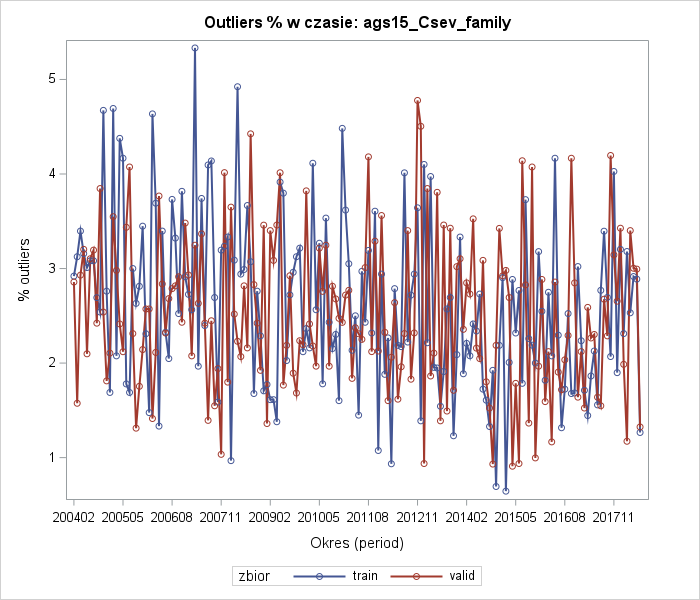 Outliers % w czasie: ags15_Csev_family
% outliers
5
4
3
2
1
200402 200505 200608 200711 200902 201005 201108 201211 201402 201505 201608 201711
Okres (period)
zbior train valid